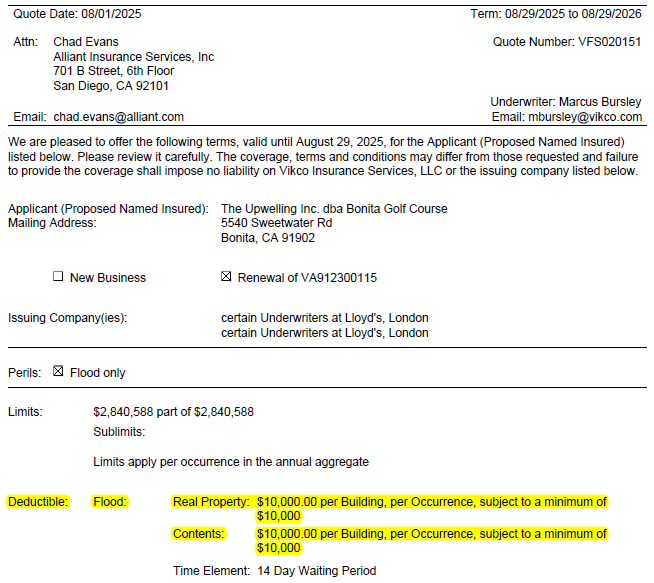 Quote Date: 08/01/2025 Term: 08/29/2025 to 08/29/2026
Attn: Chad Evans Quote Number: VFS020151
Alliant Insurance Services, Inc
701 B Street, 6th Floor
San Diego, CA 92101
Underwriter: Marcus Bursley
Email: chad.evans@alliant.com Email: mbursley@vikco.com
We are pleased to offer the following terms, valid until August 29, 2025, for the Applicant (Proposed Named Insured)
listed below. Please review it carefully. The coverage, terms and conditions may differ from those requested and failure
to provide the coverage shall impose no liability on Vikco Insurance Services, LLC or the issuing company listed below.
Applicant (Proposed Named Insured): The Upwelling Inc. dba Bonita Golf Course
Mailing Address: 5540 Sweetwater Rd
Bonita, CA 91902
☐ New Business ☒ Renewal of VA912300115
Issuing Company(ies): certain Underwriters at Lloyd's, London
certain Underwriters at Lloyd's, London
Perils: ☒ Flood only
Limits: $2,840,588 part of $2,840,588
Sublimits:
Limits apply per occurrence in the annual aggregate
Deductible: Flood: Real Property: $10,000.00 per Building, per Occurrence, subject to a minimum of
$10,000
Contents: $10,000.00 per Building, per Occurrence, subject to a minimum of
$10,000
Time Element: 14 Day Waiting Period